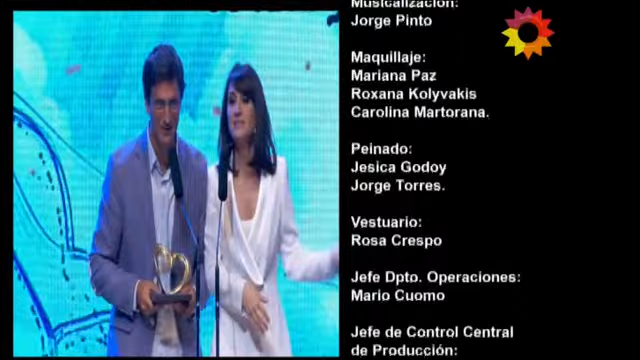 Musicalización:
Jorge Pinto
Maquillaje:
Mariana Paz
Roxana Kolyvakis
Carolina Martorana.
Peinado:
Jesica Godoy
Jorge Torres.
Vestuario:
Rosa Crespo
Jefe Dpto. Operaciones:
Mario Cuomo
Jefe de Control Central
de Producción: